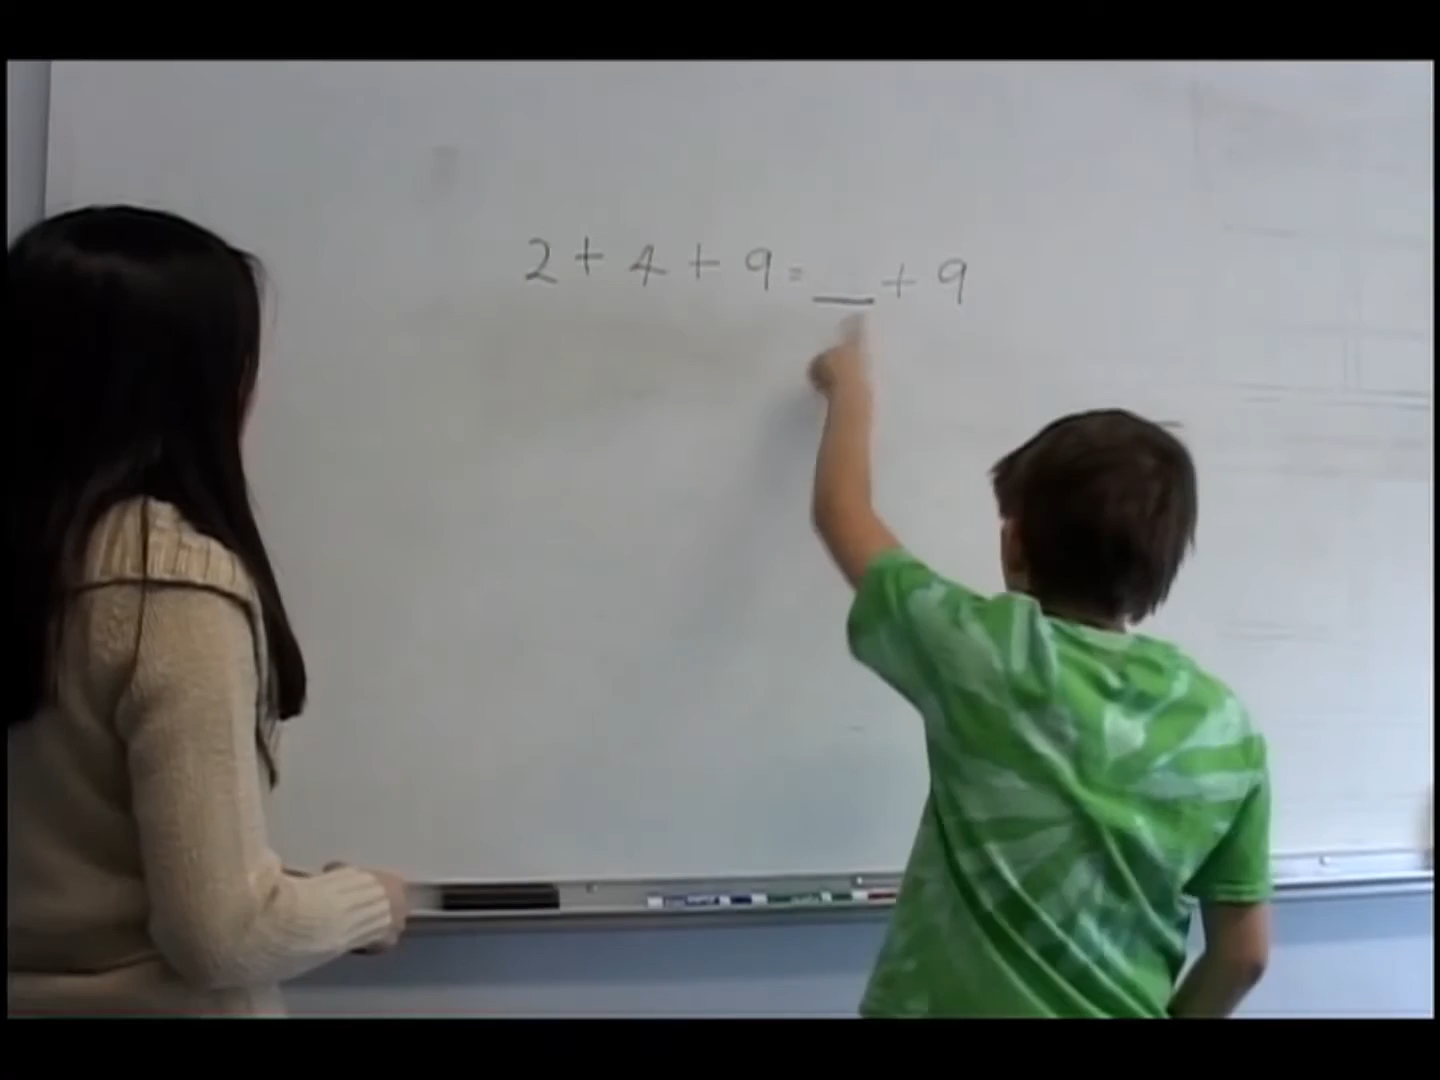 2 + 4 + 9 = __ + 9